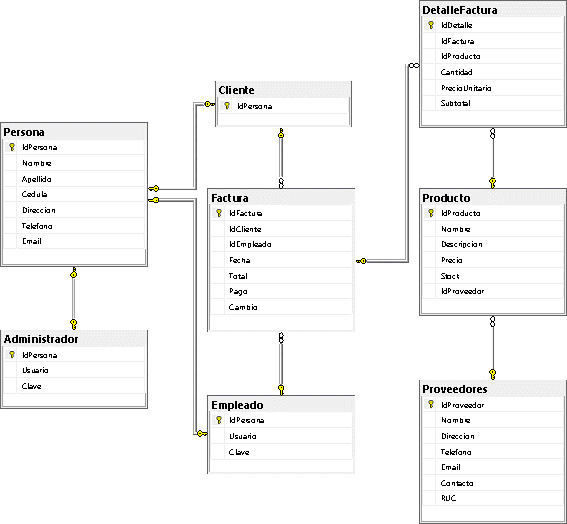 Persona
IdPersona
Nombre
Apellido
Cedula
Direccion
Telefono
Email
Administrador
IdPersona
Usuario
Clave
Cliente
IdPersona
Factura
IdFactura
IdCliente
IdEmpleado
Fecha
Total
Pago
Cambio
Empleado
IdPersona
Usuario
Clave
DetalleFactura
IdDetalle
IdFactura
IdProducto
Cantidad
PrecioUnitario
Subtotal
Producto
IdProducto
Nombre
Descripcion
Precio
Stock
IdProveedor
Proveedores
IdProveedor
Nombre
Direccion
Telefono
Email
Contacto
RUC